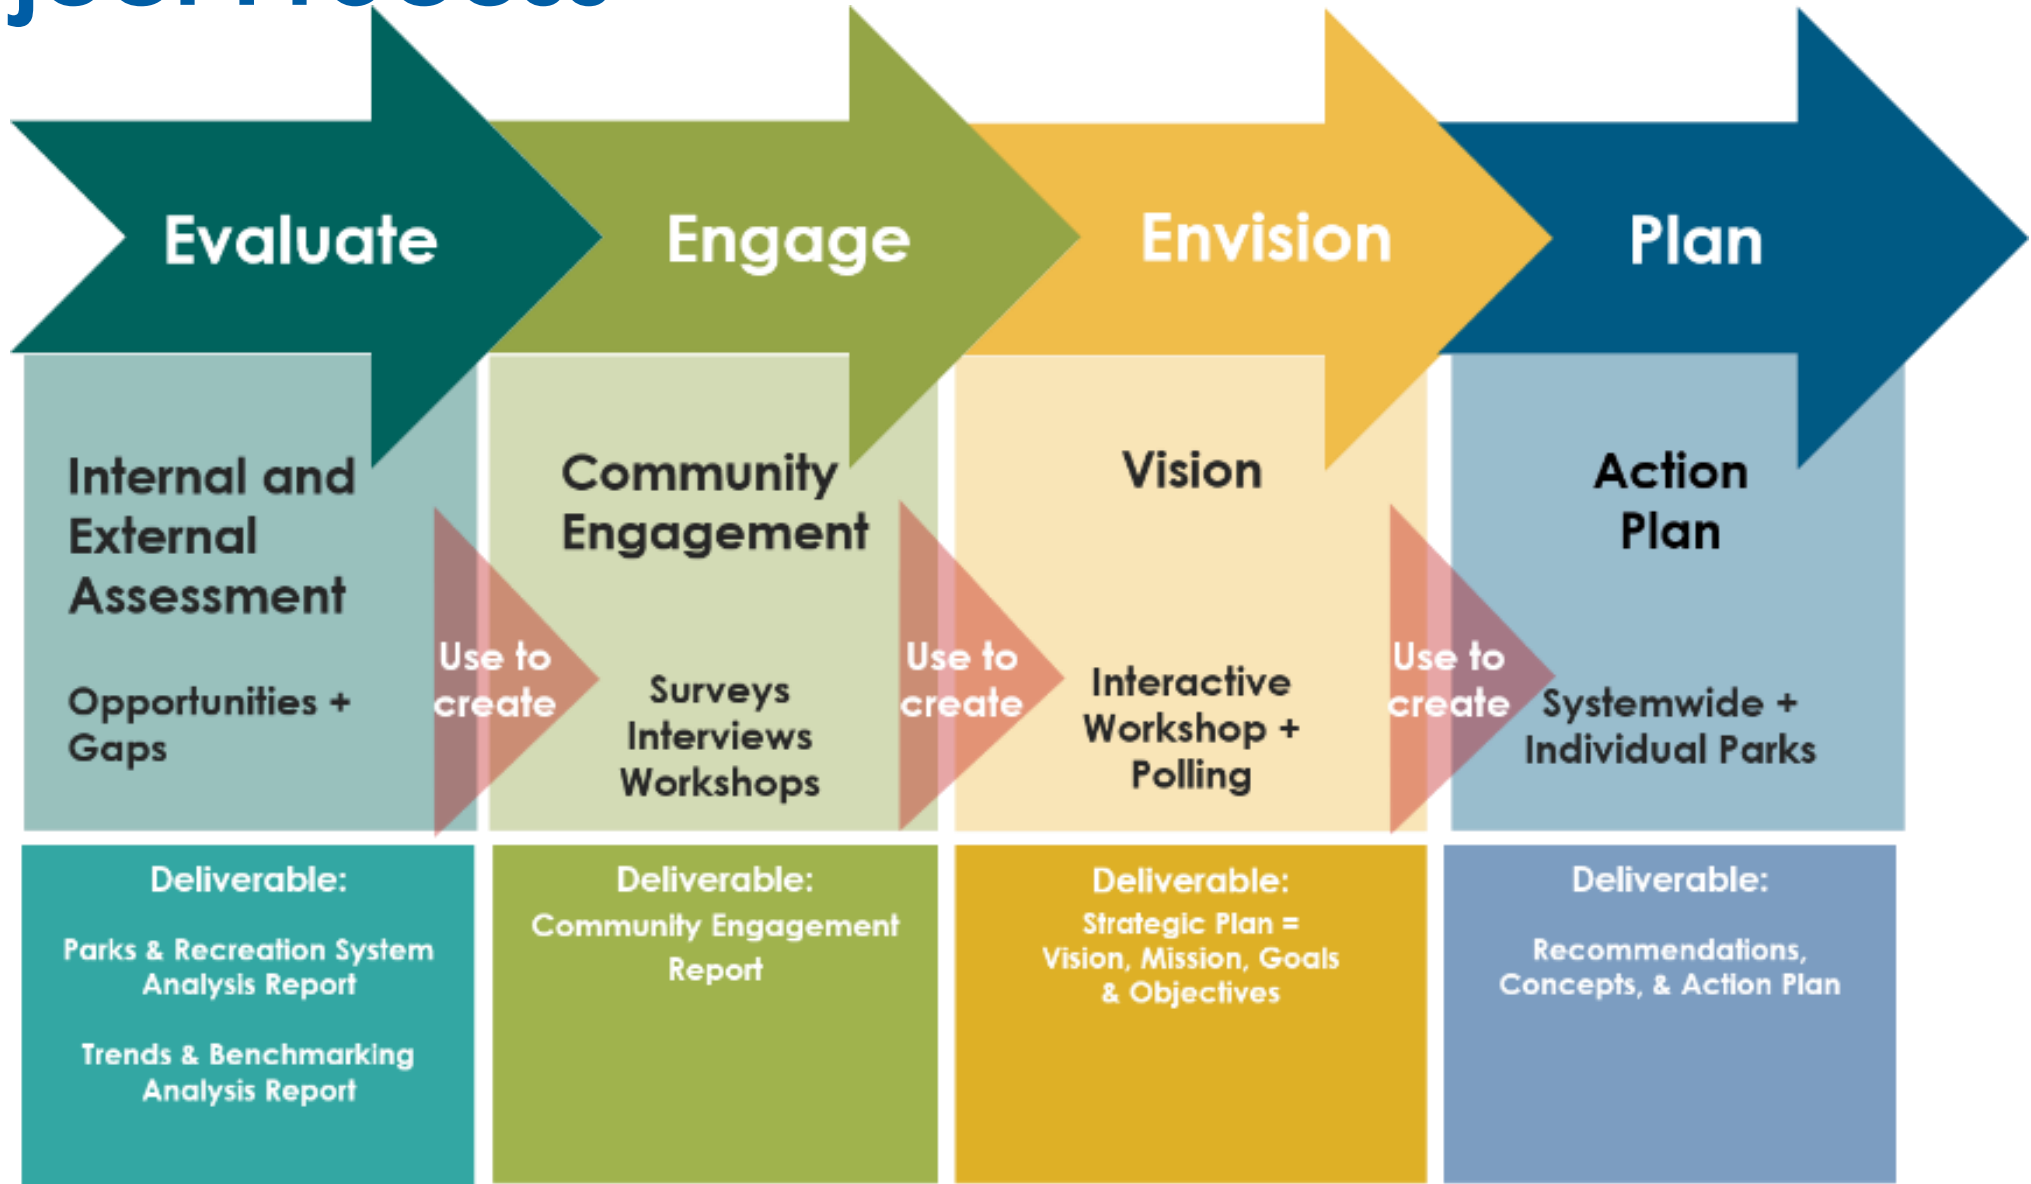 Evaluate
Engage
Envision
Plan
Internal and
External
Assessment
Opportunities +
Gaps
Use to
create
Community
Engagement
Surveys
Interviews
Workshops
Use to
create
Vision
Interactive
Workshop +
Polling
Use to
create
Action
Plan
Systemwide +
Individual Parks
Deliverable:
Parks & Recreation System
Analysis Report
Trends & Benchmarking
Analysis Report
Deliverable:
Community Engagement
Report
Deliverable:
Strategic Plan =
Vision, Mission, Goals
& Objectives
Deliverable:
Recommendations,
Concepts, & Action Plan